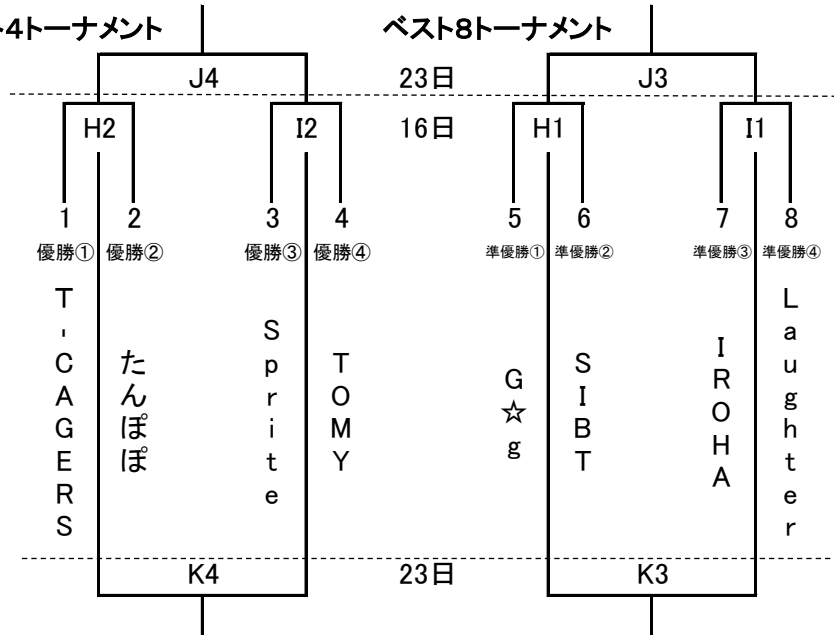 4トーナメント
ベスト8トーナメント
J4
23日
J3
H2
I2
16日
H1
I1
1
2
3
4
5
6
7
8
優勝①
優勝②
優勝③
優勝④
準優勝①
準優勝②
準優勝③
準優勝④
T-CAGERS
たんぽぽ
Sprite
TOMY
G☆g
SIBT
IROHA
Laughter
K4
23日
K3